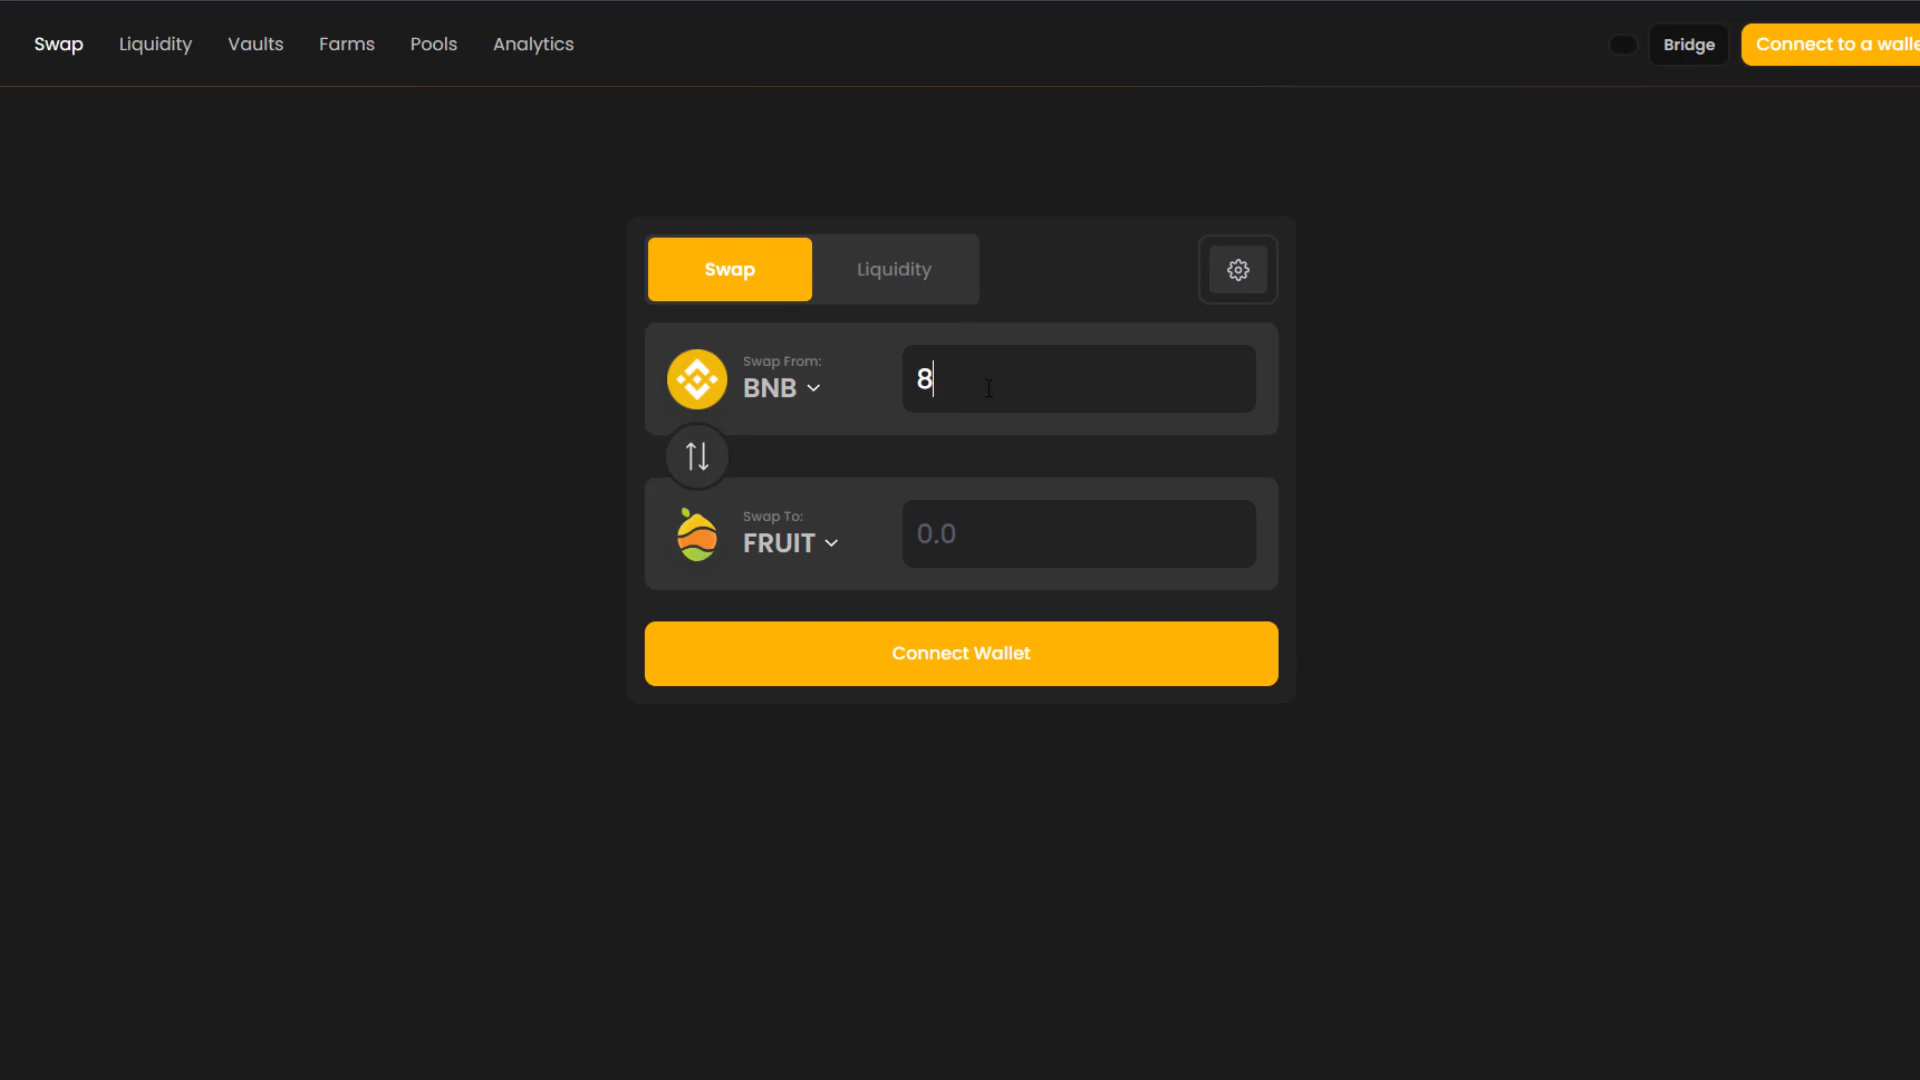 Swap Liquidity Vaults Farms Pools Analytics Bridge Connect to a walle
Swap Liquidity
Swap From:
BNB
8
Swap To:
FRUIT
0.0
Connect Wallet